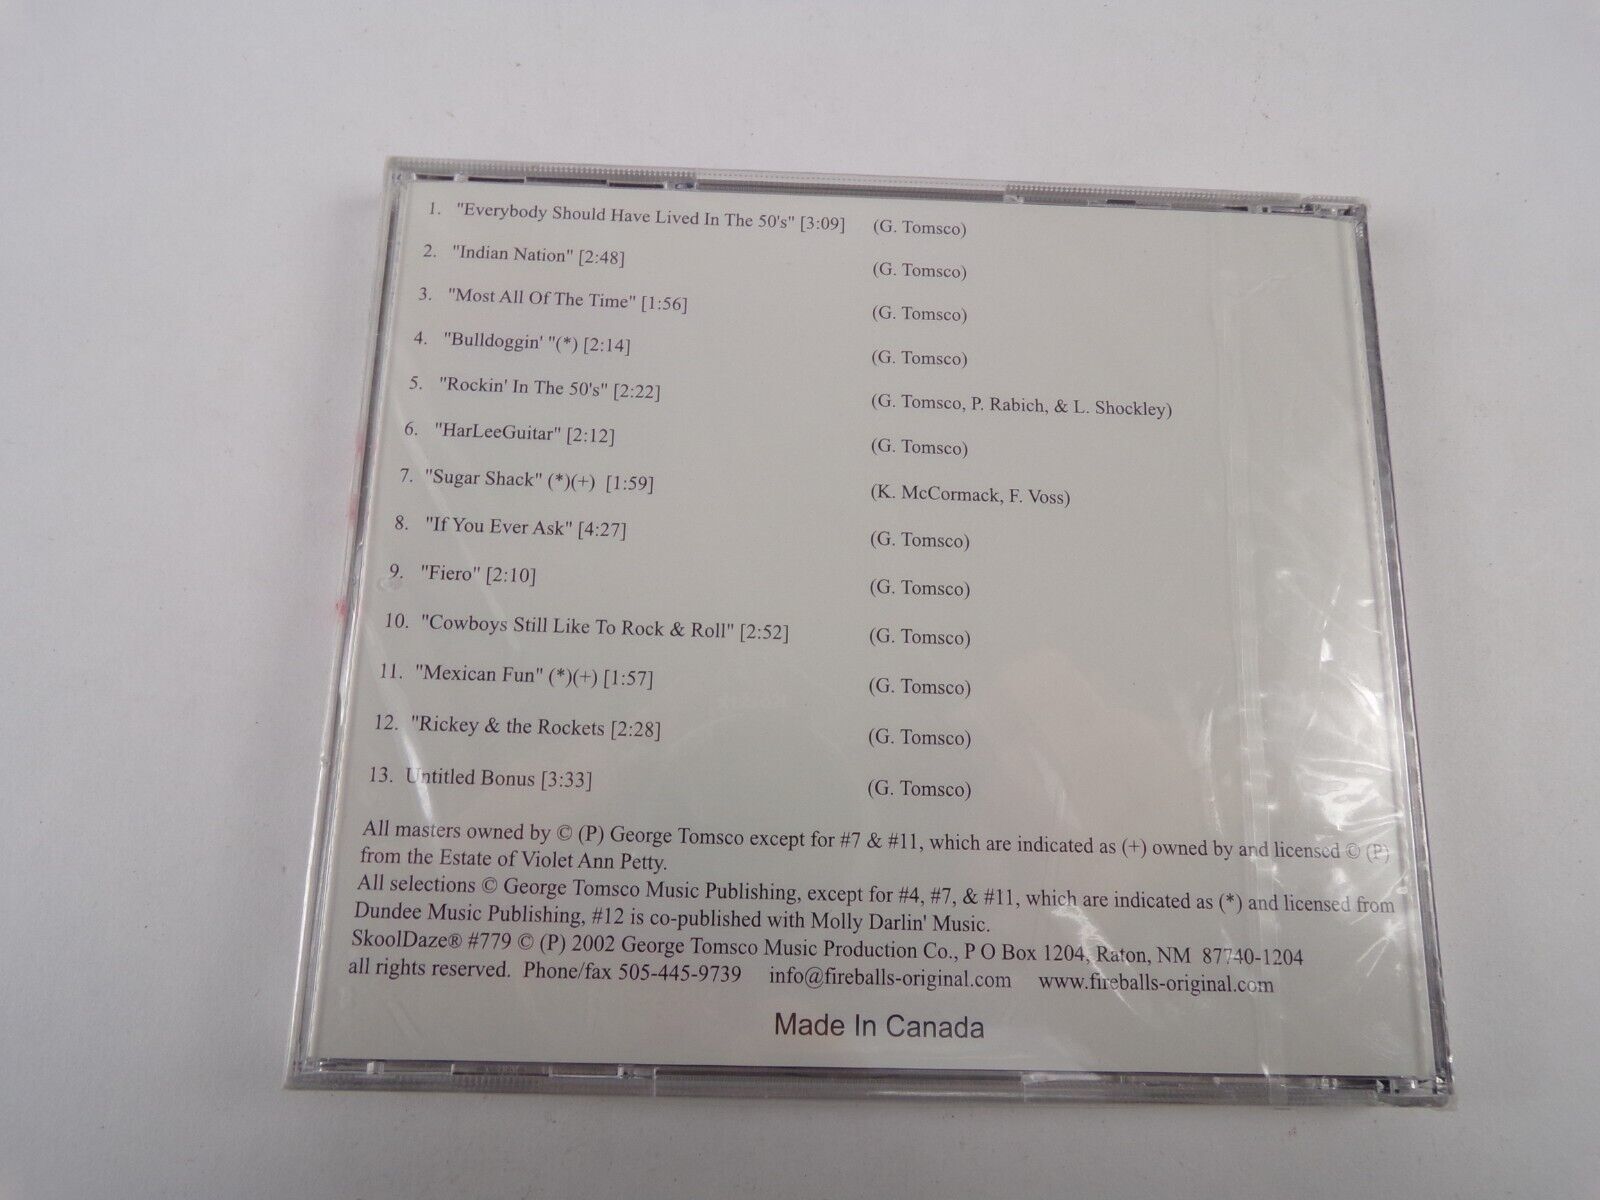 1. "Everybody Should Have Lived In The 50's" [3:09] (G. Tomsco)
2. "Indian Nation" [2:48] (G. Tomsco)
3. "Most All Of The Time" [1:56] (G. Tomsco)
4. "Bulldoggin' "(*) [2:14] (G. Tomsco)
5. "Rockin' In The 50's" [2:22] (G. Tomsco, P. Rabich, & L. Shockley)
6. "HarLeeGuitar" [2:12] (G. Tomsco)
7. "Sugar Shack" (*)(+) [1:59] (K. McCormack, F. Voss)
8. "If You Ever Ask" [4:27] (G. Tomsco)
9. "Fiero" [2:10] (G. Tomsco)
10. "Cowboys Still Like To Rock & Roll" [2:52] (G. Tomsco)
11. "Mexican Fun" (*)(+) [1:57] (G. Tomsco)
12. "Rickey & the Rockets [2:28] (G. Tomsco)
13. Untitled Bonus [3:33] (G. Tomsco)
All masters owned by © (P) George Tomsco except for #7 & #11, which are indicated as (+) owned by and licensed © (P)
from the Estate of Violet Ann Petty.
All selections © George Tomsco Music Publishing, except for #4, #7, & #11, which are indicated as (*) and licensed from
Dundee Music Publishing, #12 is co-published with Molly Darlin' Music.
SkoolDaze® #779 © (P) 2002 George Tomsco Music Production Co., P O Box 1204, Raton, NM 87740-1204
all rights reserved. Phone/fax 505-445-9739 info@fireballs-original.com www.fireballs-original.com
Made In Canada